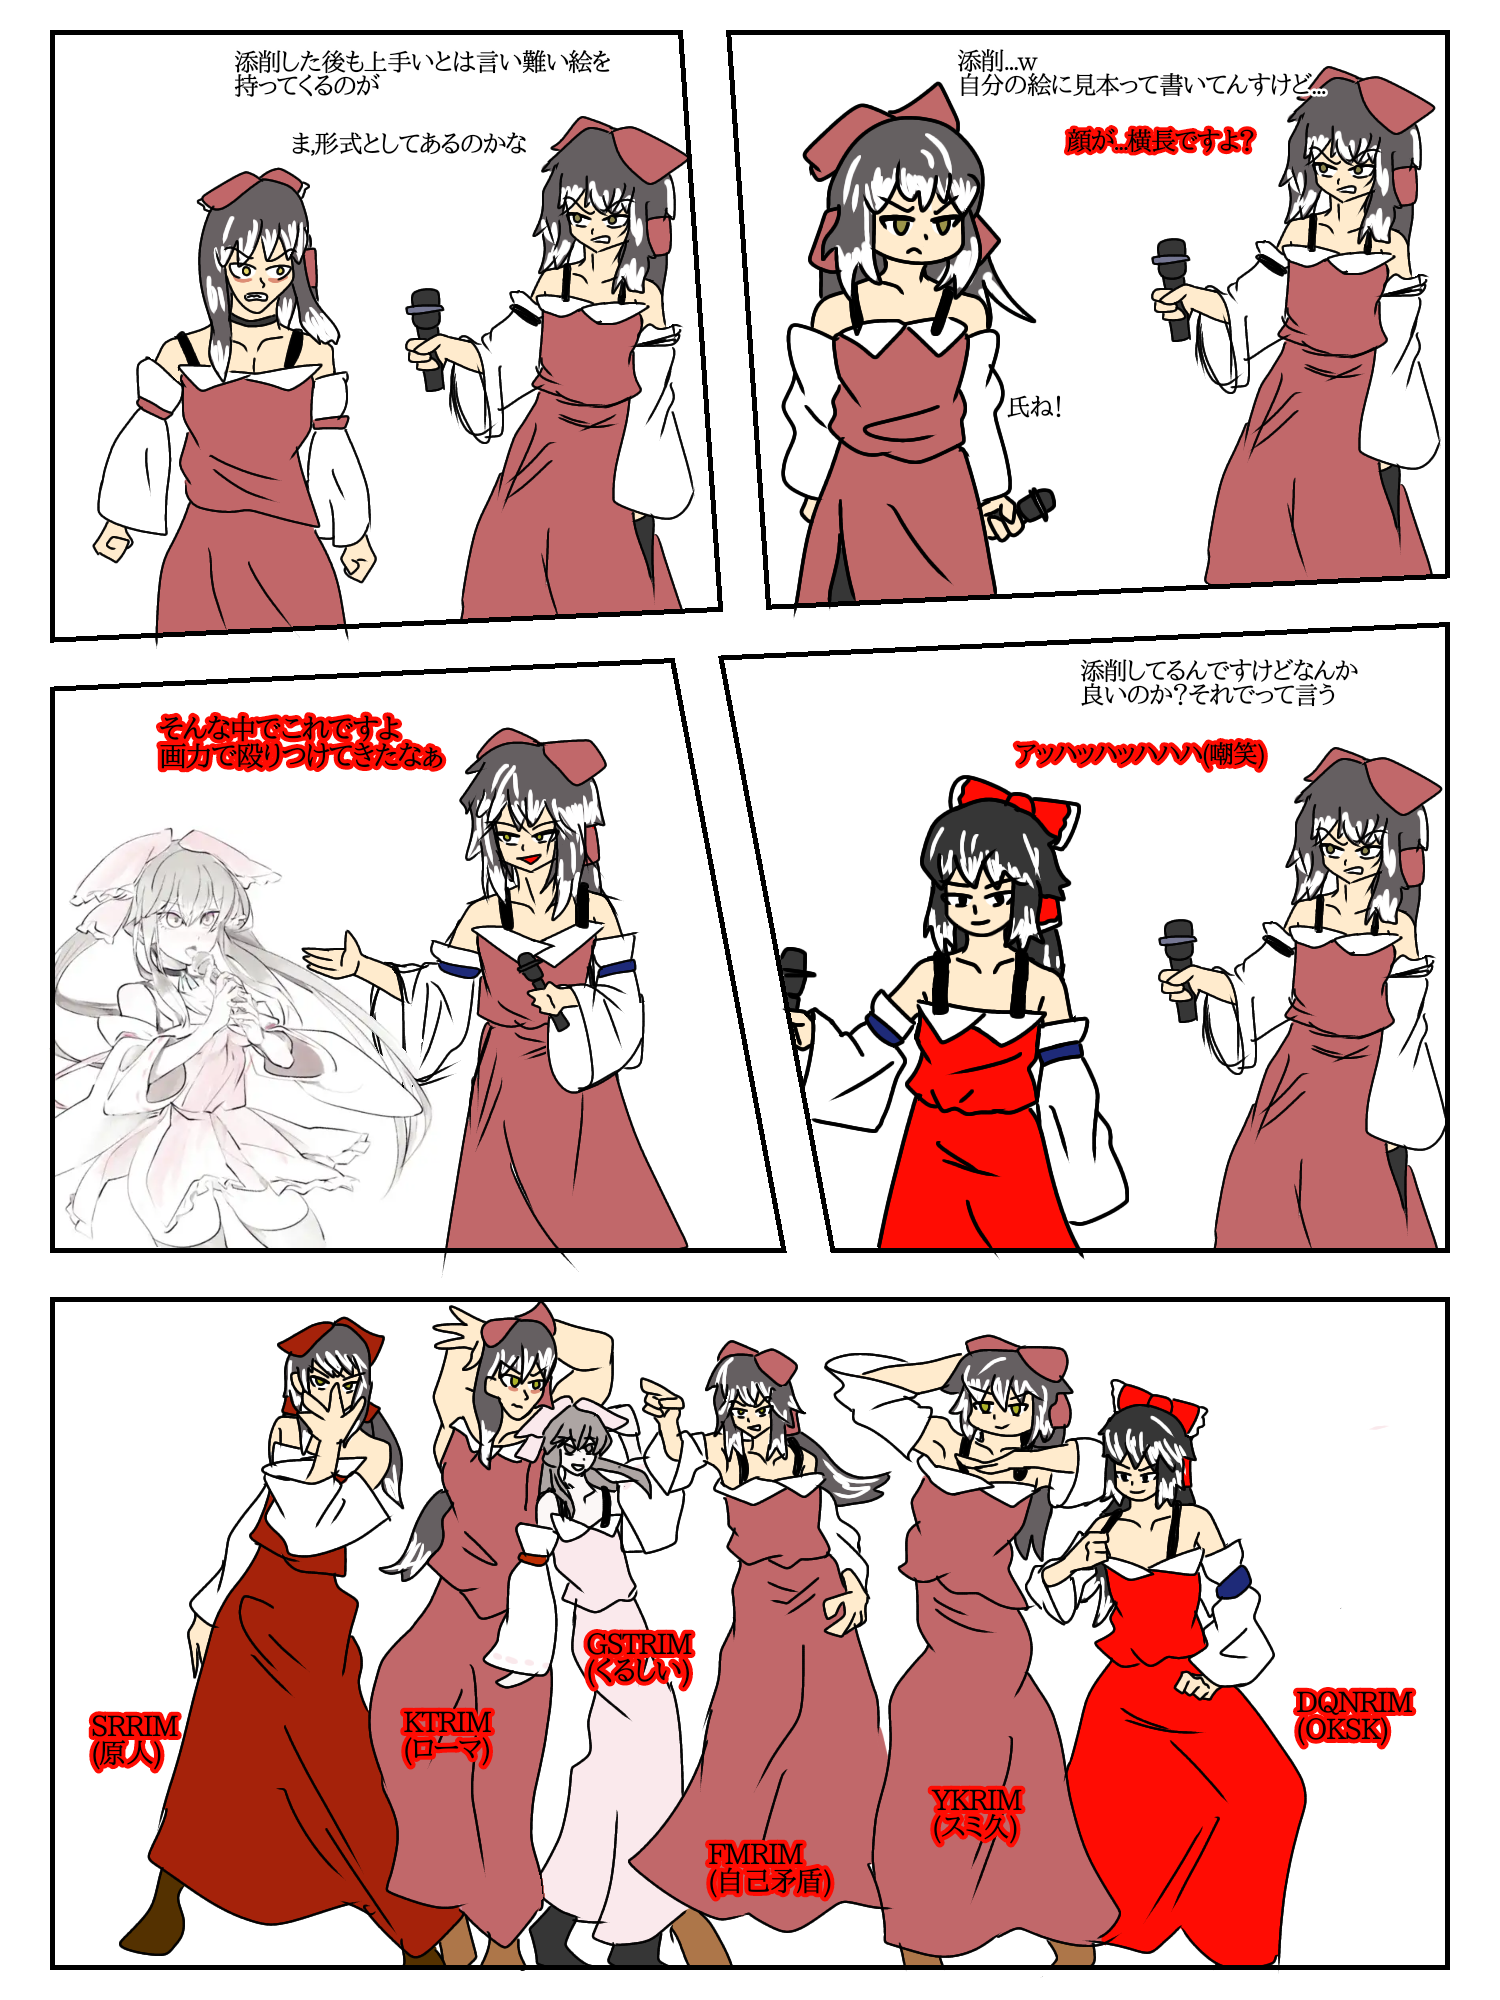 添削した後も上手いとは言い難い絵を
持ってくるのが
ま,形式としてあるのかな
添削...w
自分の絵に見本って書いてんすけど...
顔が...横長ですよ?
氏ね!
そんな中でこれですよ
画力で殴りつけてきたなぁ
添削してるんですけどなんか
良いのか?それでって言う
アッハッハッハハハ(嘲笑)
SRRIM
(原人)
KTRIM
(ローマ)
GSTRIM
(くるしい)
FMRIM
(自己矛盾)
YKRIM
(スミ久)
DQNRIM
(OKSK)